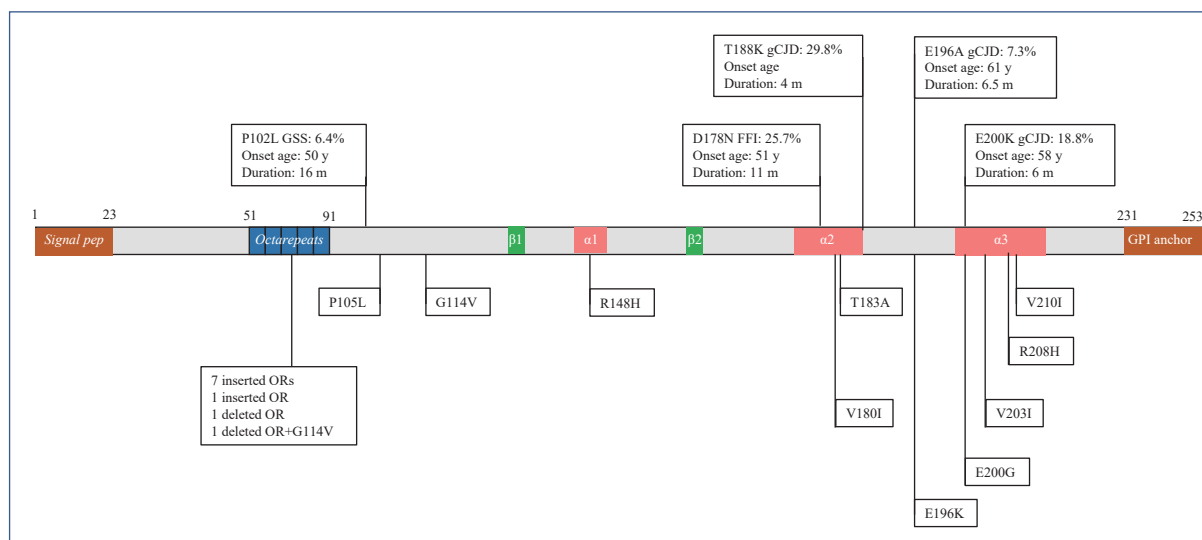 T188K gCJD: 29.8%
Onset age
Duration: 4 m
E196A gCJD: 7.3%
Onset age: 61 y
Duration: 6.5 m
P102L GSS: 6.4%
Onset age: 50 y
Duration: 16 m
D178N FFI: 25.7%
Onset age: 51 y
Duration: 11 m
E200K gCJD: 18.8%
Onset age: 58 y
Duration: 6 m
1 23 51 91 231 253
Signal pep Octarepeats β1 α1 β2 α2 α3 GPI anchor
P105L G114V R148H T183A V210I
R208H
7 inserted ORs
1 inserted OR
1 deleted OR
1 deleted OR+G114V
V180I V203I
E200G
E196K